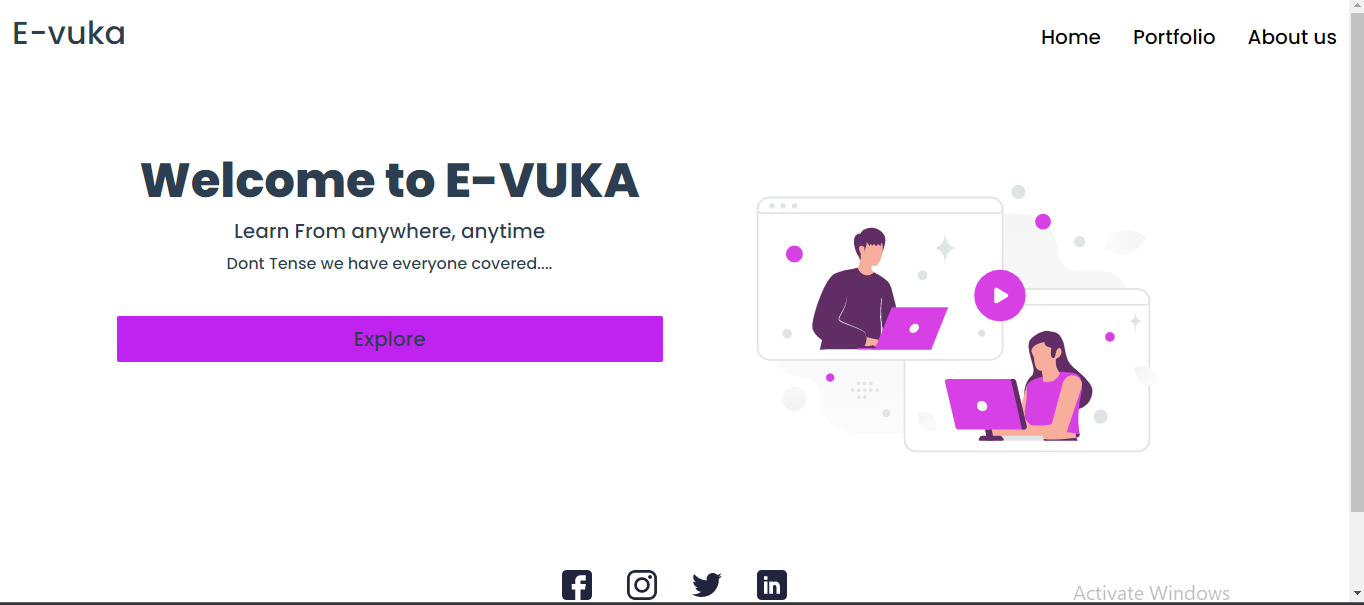 E-vuka
Home Portfolio About us
Welcome to E-VUKA
Learn From anywhere, anytime
Dont Tense we have everyone covered....
Explore
Activate Windows